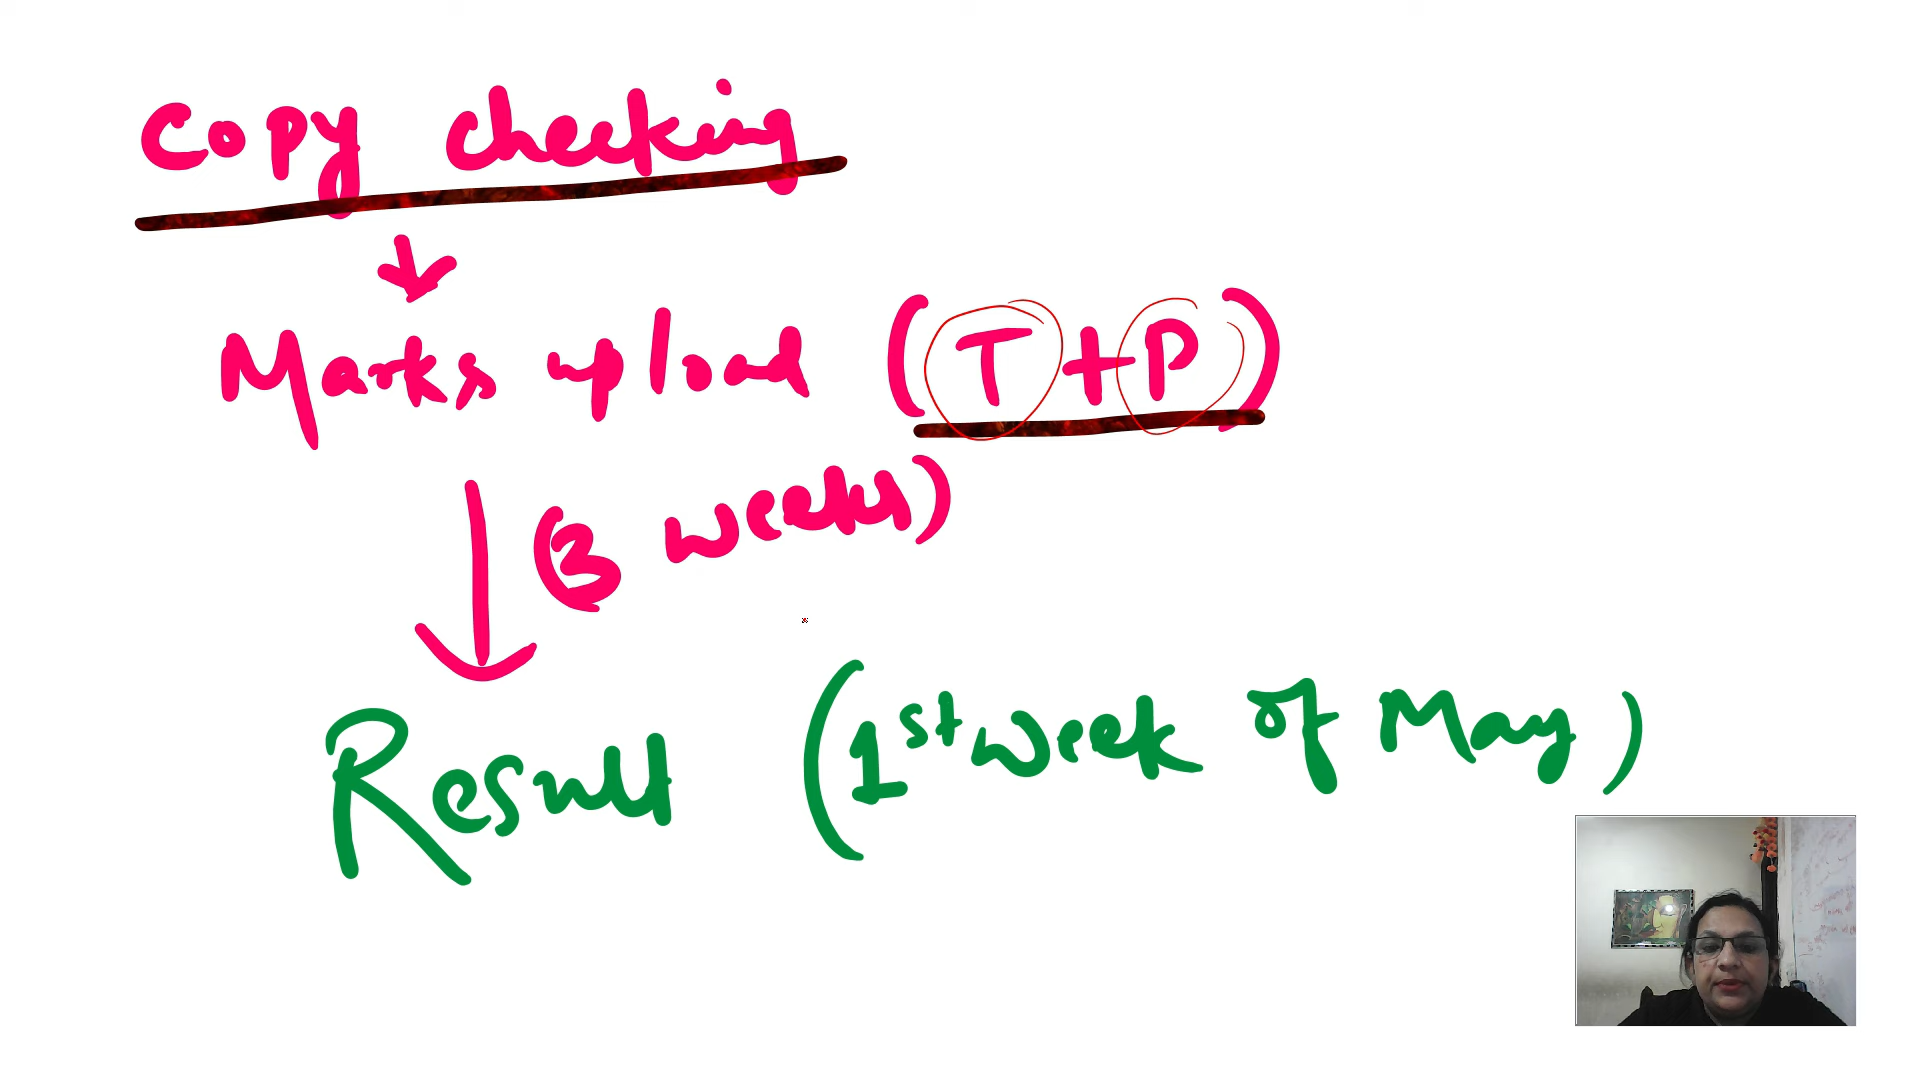 Copy checking
Marks upload (T+P)
(3 weeks)
Result (1st week of May)